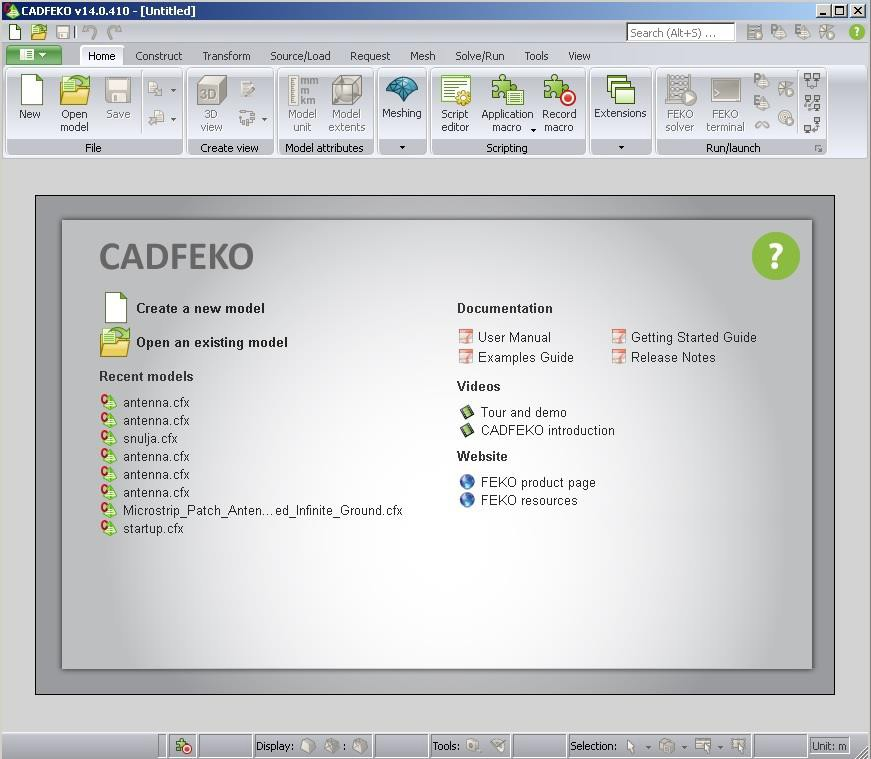 CADFEKO v14.0.410 - [Untitled]
Search (Alt+S) ...
Home Construct Transform Source/Load Request Mesh Solve/Run Tools View
New
Open model
Save
File
3D
3D view
Create view
mm
m
km
Model unit
Model extents
Model attributes
Meshing
Script editor
Application macro
Record macro
Scripting
Extensions
FEKO solver
FEKO terminal
Run/launch
CADFEKO
?
Create a new model
Open an existing model
Recent models
antenna.cfx
antenna.cfx
snulja.cfx
antenna.cfx
antenna.cfx
antenna.cfx
Microstrip_Patch_Anten...ed_Infinite_Ground.cfx
startup.cfx
Documentation
User Manual
Getting Started Guide
Examples Guide
Release Notes
Videos
Tour and demo
CADFEKO introduction
Website
FEKO product page
FEKO resources
Display: : Tools: Selection: Unit: m